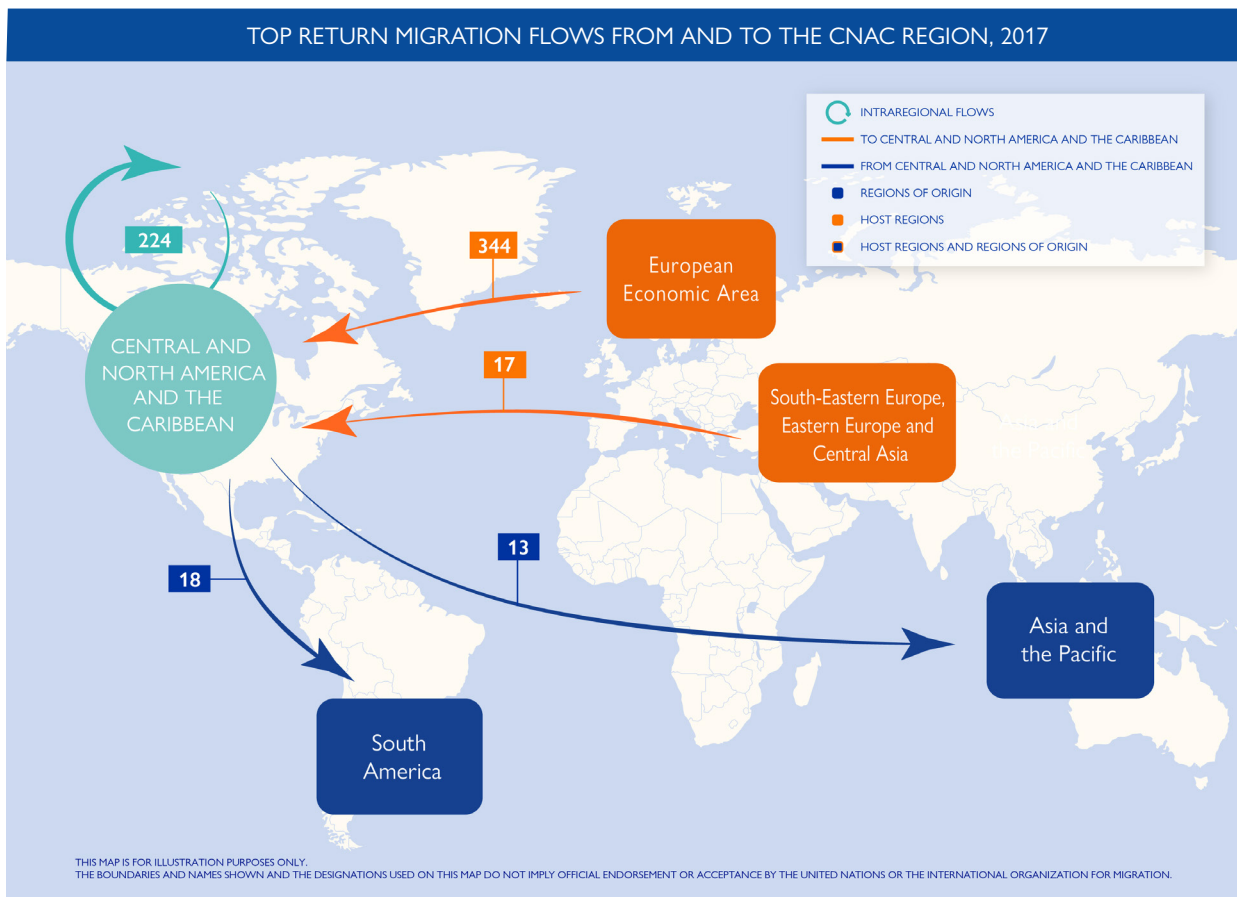 TOP RETURN MIGRATION FLOWS FROM AND TO THE CNAC REGION, 2017
INTRAREGIONAL FLOWS
TO CENTRAL AND NORTH AMERICA AND THE CARIBBEAN
FROM CENTRAL AND NORTH AMERICA AND THE CARIBBEAN
REGIONS OF ORIGIN
HOST REGIONS
HOST REGIONS AND REGIONS OF ORIGIN
224
344
European
Economic Area
CENTRAL AND
NORTH AMERICA
AND THE
CARIBBEAN
17
South-Eastern Europe,
Eastern Europe and
Central Asia
13
18
Asia and
the Pacific
South
America
THIS MAP IS FOR ILLUSTRATION PURPOSES ONLY.
THE BOUNDARIES AND NAMES SHOWN AND THE DESIGNATIONS USED ON THIS MAP DO NOT IMPLY OFFICIAL ENDORSEMENT OR ACCEPTANCE BY THE UNITED NATIONS OR THE INTERNATIONAL ORGANIZATION FOR MIGRATION.